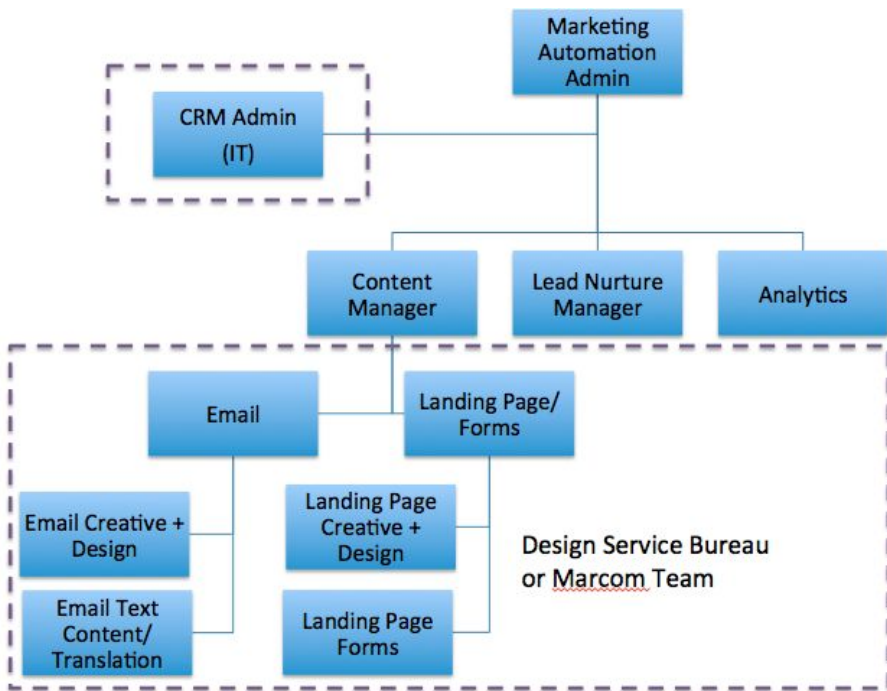 Marketing
Automation
Admin
CRM Admin
(IT)
Content
Manager
Lead Nurture
Manager
Analytics
Email
Landing Page/
Forms
Email Creative +
Design
Landing Page
Creative +
Design
Design Service Bureau
or Marcom Team
Email Text
Content/
Translation
Landing Page
Forms